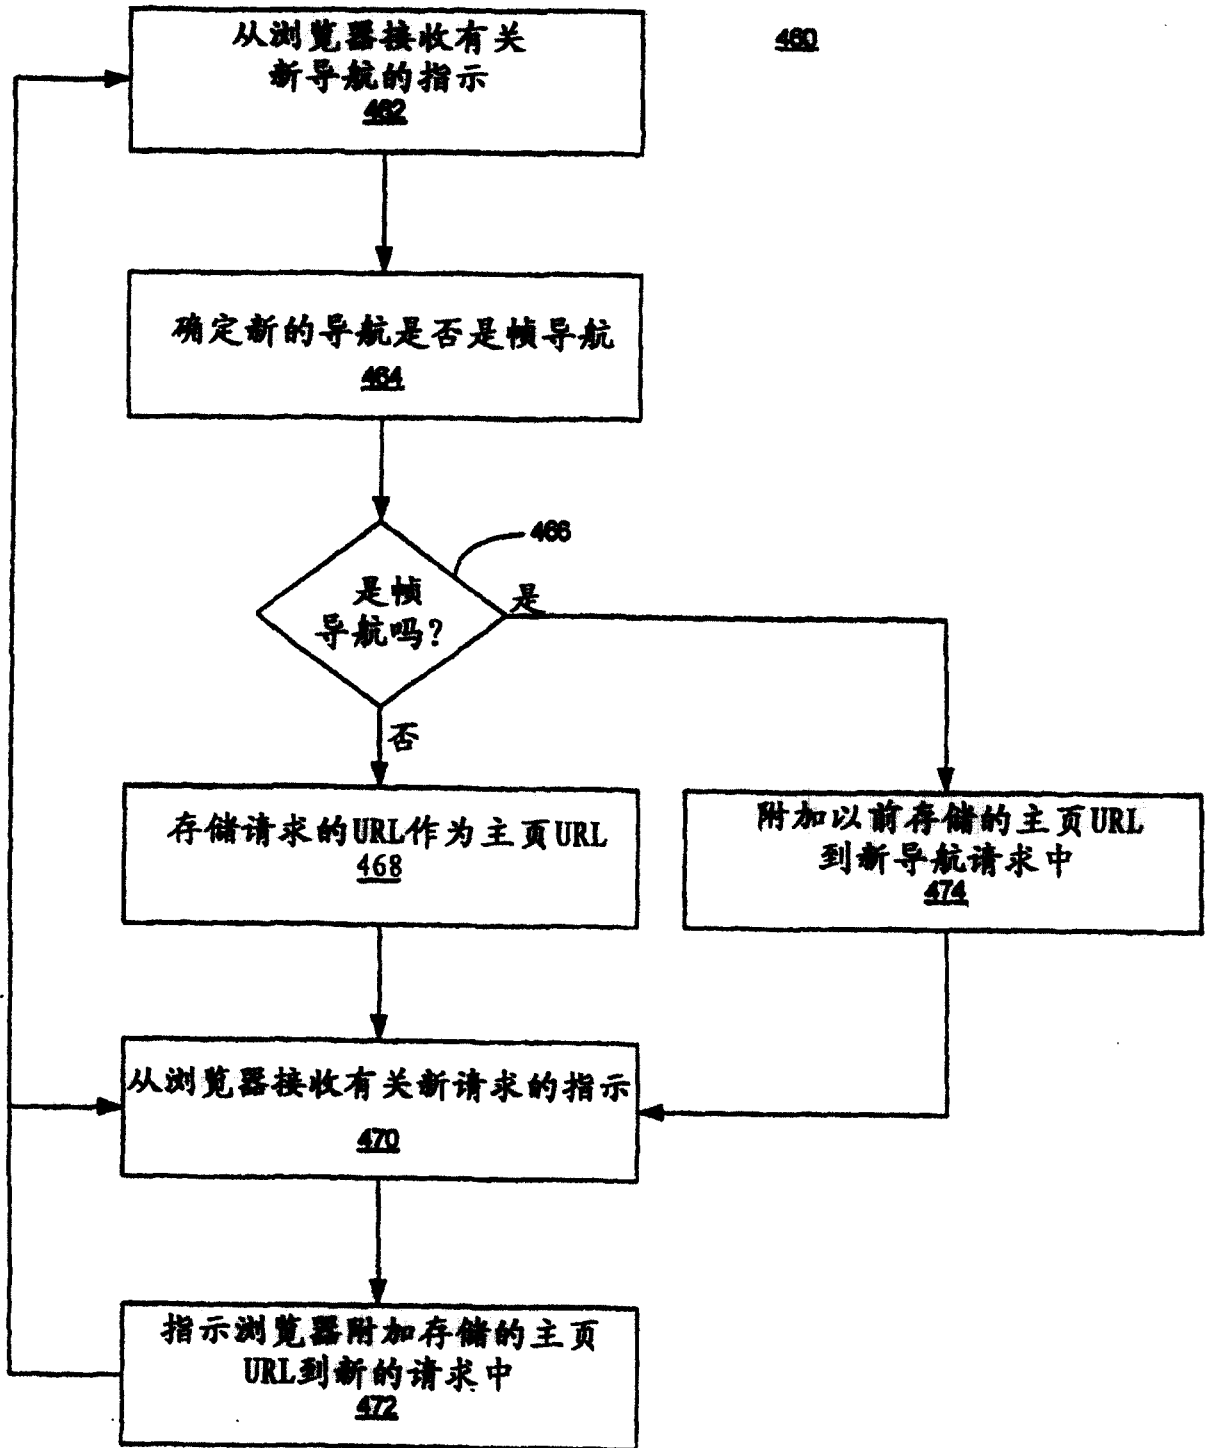 460
从浏览器接收有关
新导航的指示
462
确定新的导航是否是帧导航
464
466
是帧
导航吗?
是
否
存储请求的URL作为主页URL
468
附加以前存储的主页URL
到新导航请求中
474
从浏览器接收有关新请求的指示
470
指示浏览器附加存储的主页
URL到新的请求中
472